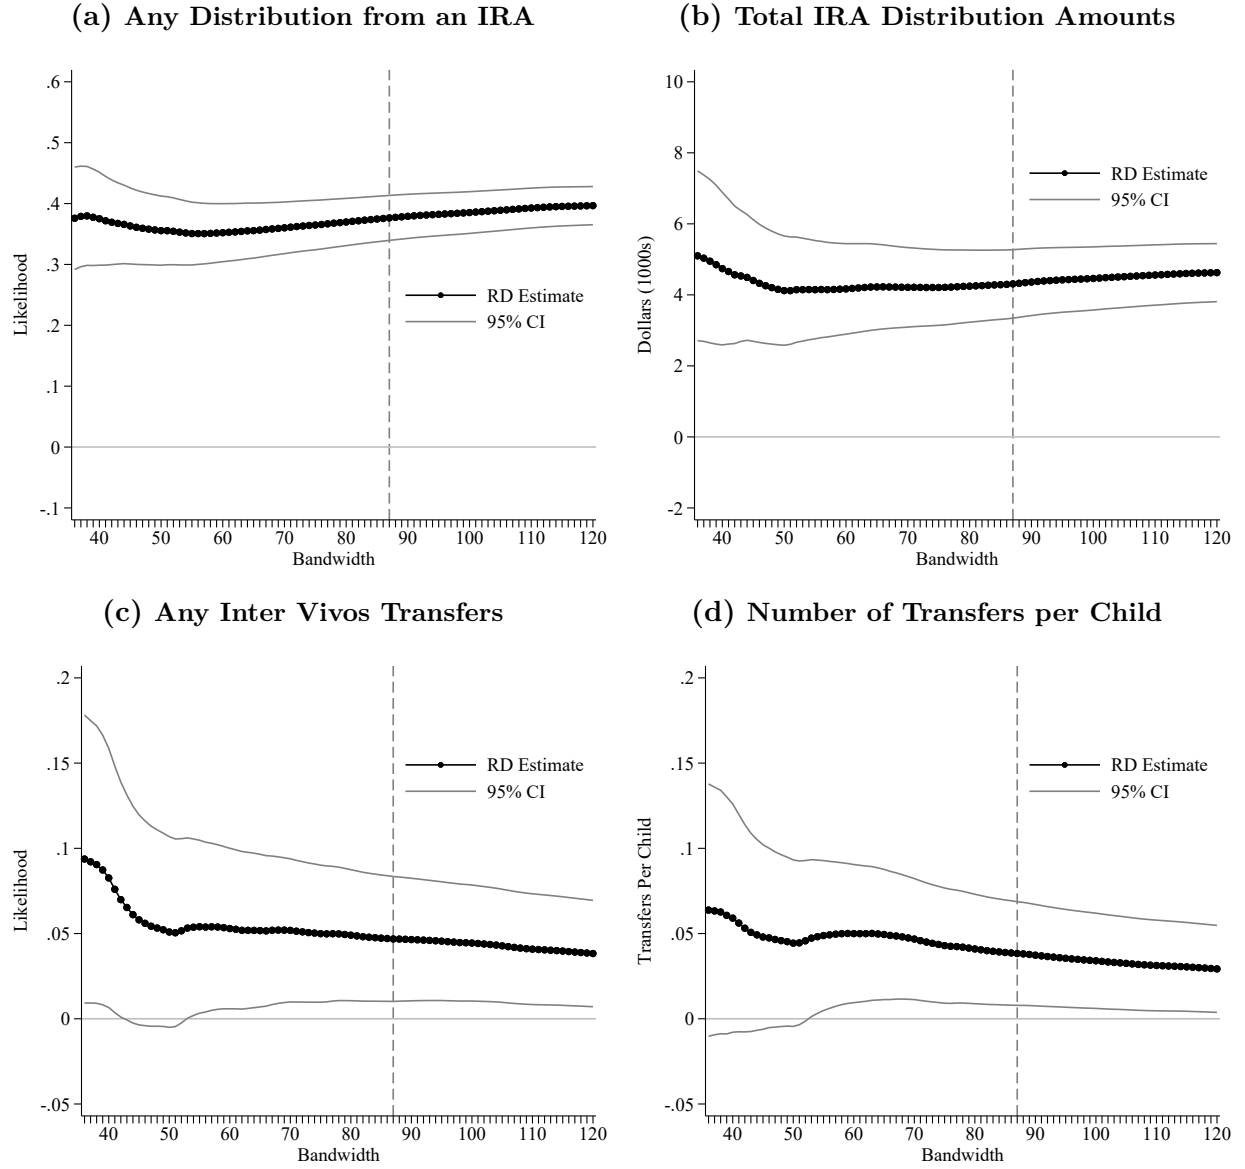 (a) Any Distribution from an IRA
.6
.5
.4
.3
.2
.1
0
-.1
Likelihood
RD Estimate
95% CI
40 50 60 70 80 90 100 110 120
Bandwidth
(b) Total IRA Distribution Amounts
10
8
6
4
2
0
-2
Dollars (1000s)
RD Estimate
95% CI
40 50 60 70 80 90 100 110 120
Bandwidth
(c) Any Inter Vivos Transfers
.2
.15
.1
.05
0
-.05
Likelihood
RD Estimate
95% CI
40 50 60 70 80 90 100 110 120
Bandwidth
(d) Number of Transfers per Child
.2
.15
.1
.05
0
-.05
Transfers Per Child
RD Estimate
95% CI
40 50 60 70 80 90 100 110 120
Bandwidth